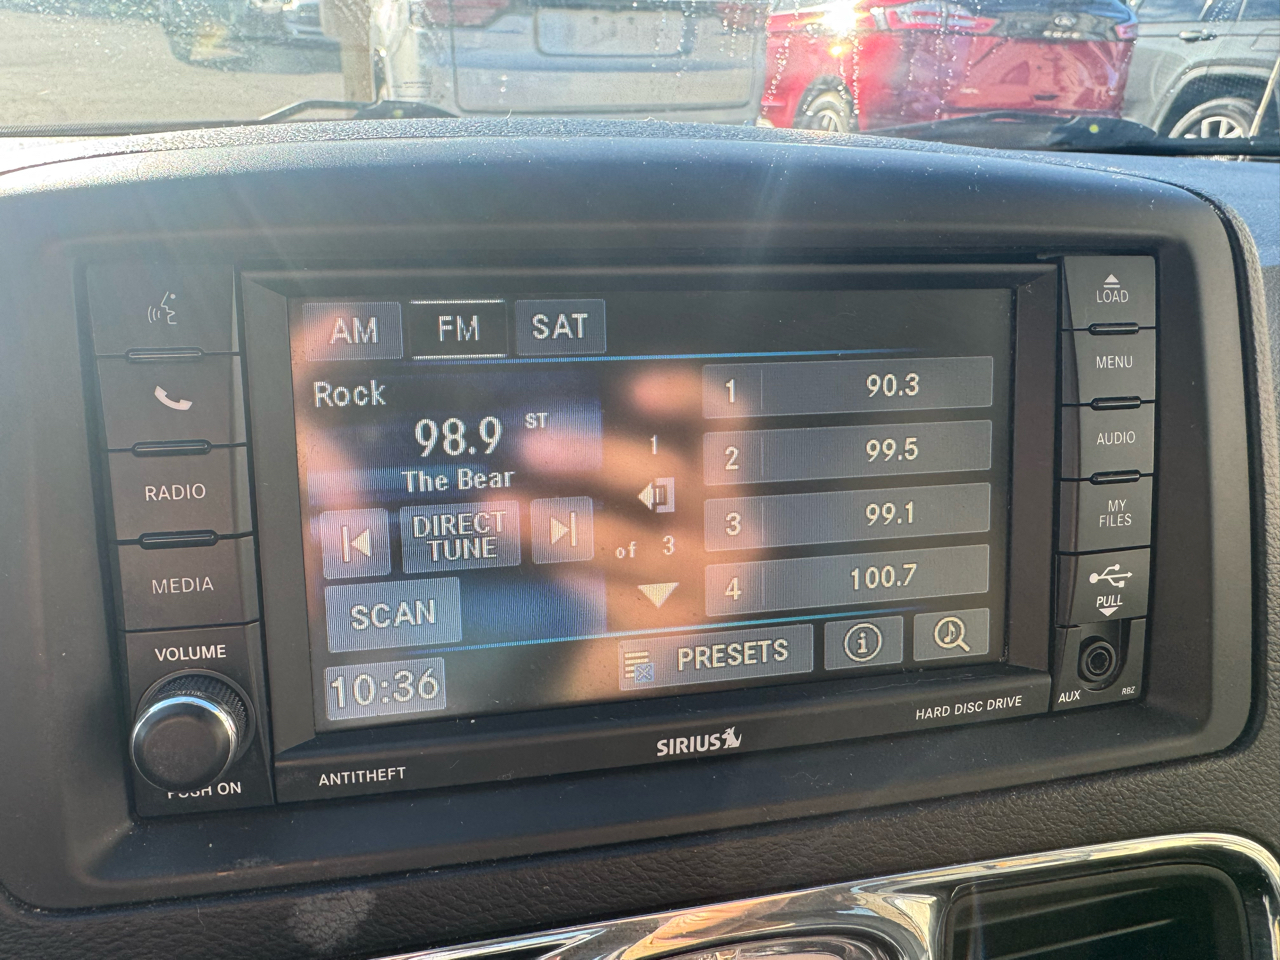 AM FM SAT
Rock
98.9 ST
The Bear
DIRECT
TUNE
SCAN
10:36
1
of 3
1 90.3
2 99.5
3 99.1
4 100.7
PRESETS
i
RADIO
MEDIA
VOLUME
PUSH ON
LOAD
MENU
AUDIO
MY
FILES
PULL
AUX
RBZ
ANTITHEFT
SIRIUS
HARD DISC DRIVE